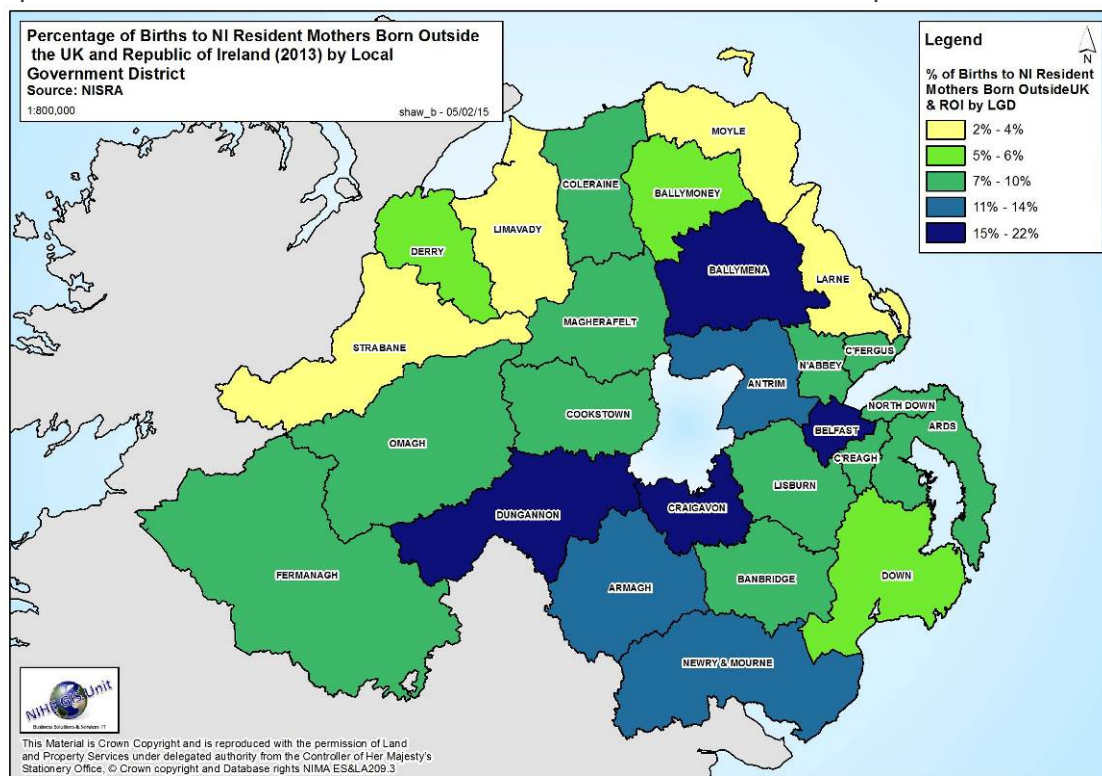 Percentage of Births to NI Resident Mothers Born Outside
the UK and Republic of Ireland (2013) by Local
Government District
Source: NISRA
1:800,000
shaw_b - 05/02/15
Legend
N
% of Births to NI Resident
Mothers Born OutsideUK
& ROI by LGD
2% - 4%
5% - 6%
7% - 10%
11% - 14%
15% - 22%
MOYLE
COLERAINE
BALLYMONEY
LIMAVADY
DERRY
BALLYMENA
LARNE
MAGHERAFELT
STRABANE
C'FERGUS
N'ABBEY
ANTRIM
NORTH DOWN
COOKSTOWN
ARDS
BELFAST
OMAGH
C'REAGH
LISBURN
CRAIGAVON
DUNGANNON
FERMANAGH
DOWN
BANBRIDGE
ARMAGH
NEWRY & MOURNE
Business Solutions & Services IT
This Material is Crown Copyright and is reproduced with the permission of Land
and Property Services under delegated authority from the Controller of Her Majesty's
Stationery Office, © Crown copyright and Database rights NIMA ES&LA209.3